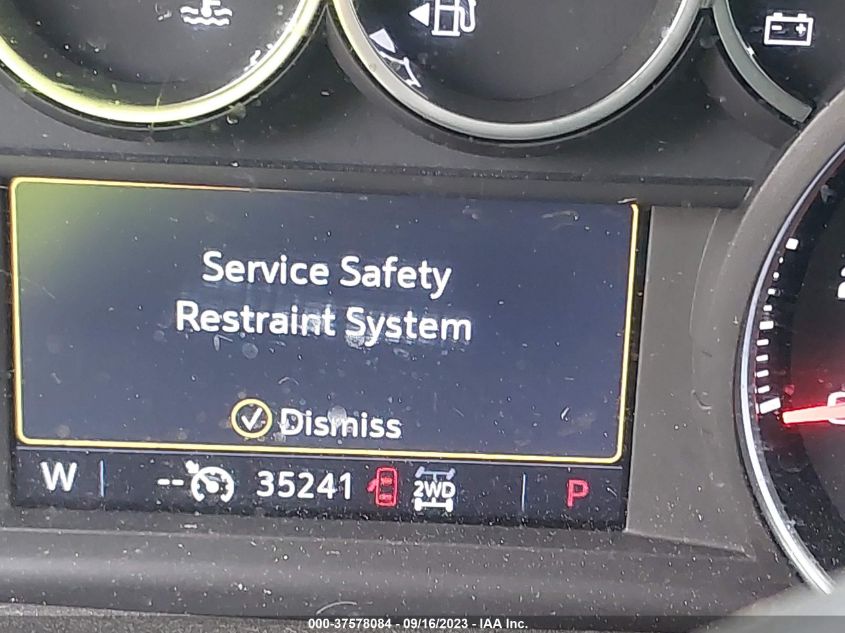 Service Safety
Restraint System
Dismiss
W -- 35241 2WD P
000-37578084 - 09/16/2023 - IAA Inc.